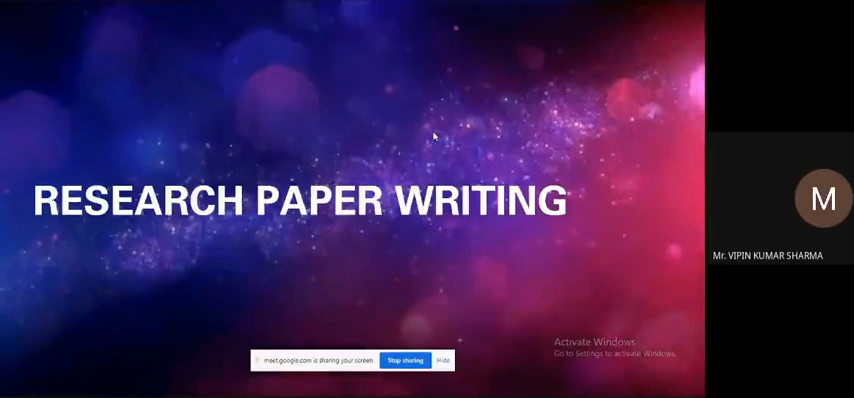 RESEARCH PAPER WRITING
M
Mr. VIPIN KUMAR SHARMA
Activate Windows
Go to Settings to activate Windows.
meet.google.com is sharing your screen. Stop sharing Hide